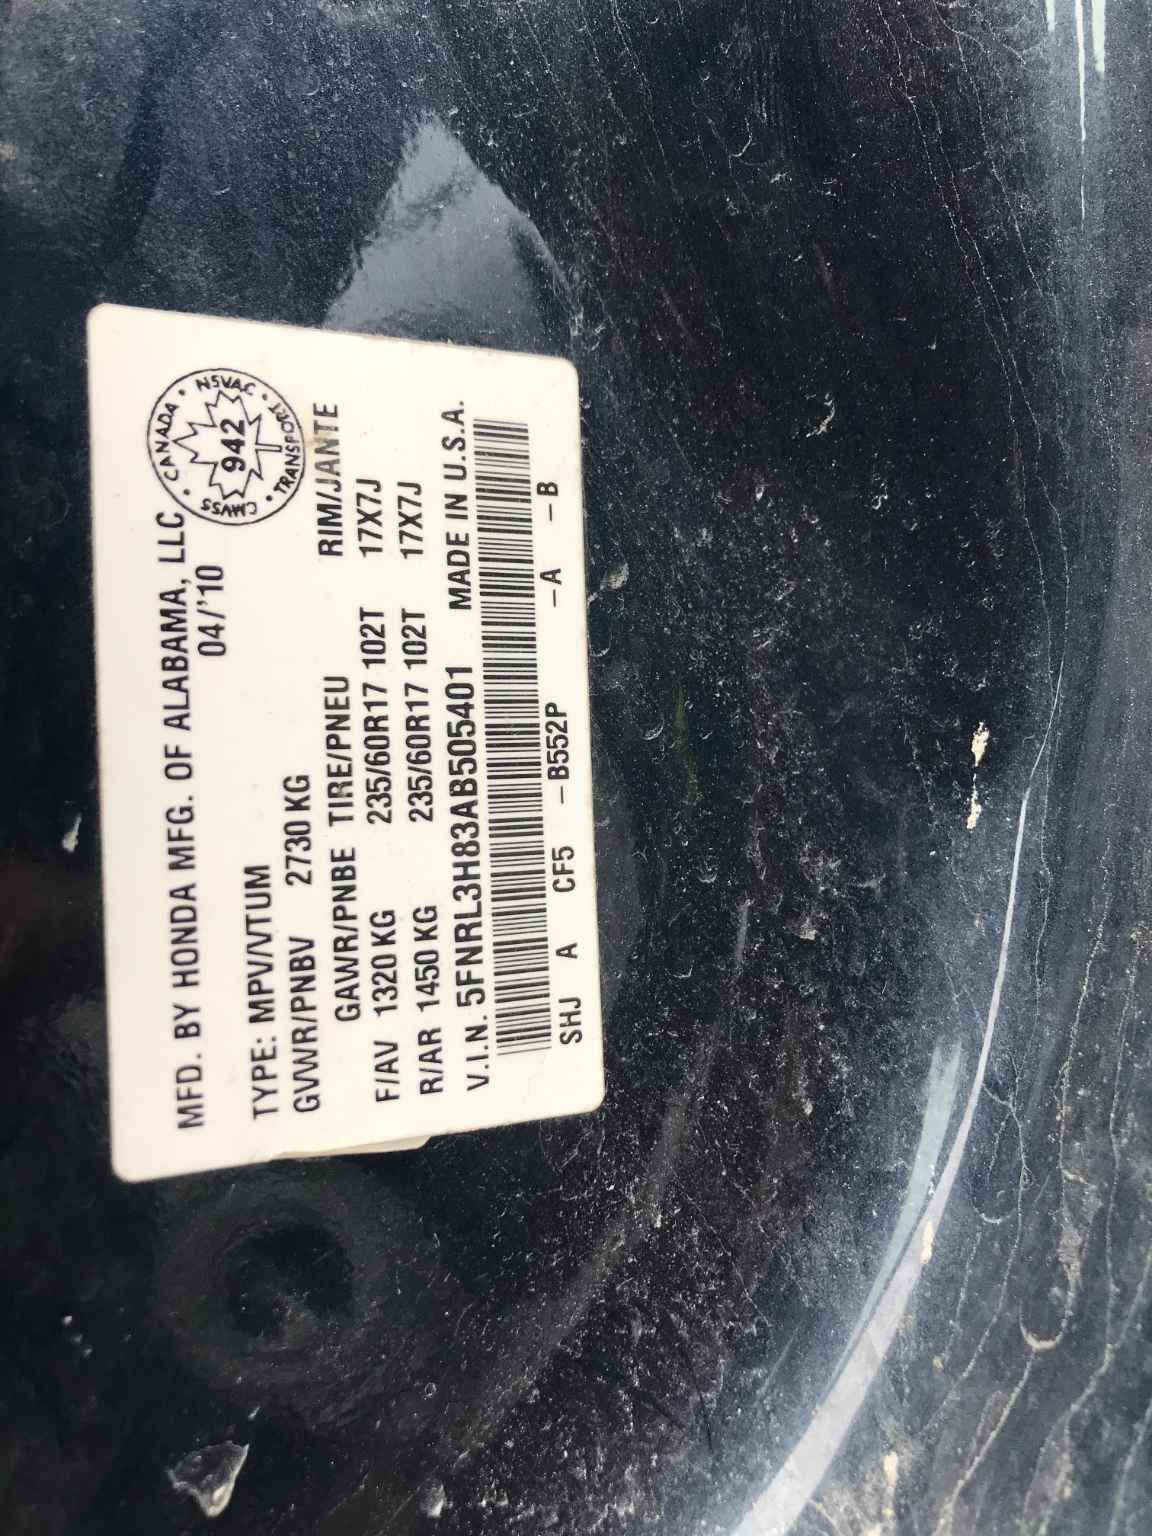 MFD. BY HONDA MFG. OF ALABAMA, LLC
04/'10
CANADA • NSVAC • TRANSPORT • CMVSS •
942
TYPE: MPV/VTUM
GVWR/PNBV 2730 KG
GAWR/PNBE TIRE/PNEU RIM/JANTE
F/AV 1320 KG 235/60R17 102T 17X7J
R/AR 1450 KG 235/60R17 102T 17X7J
V.I.N. 5FNRL3H83AB505401 MADE IN U.S.A.
SHJ A CF5 –B552P –A –B